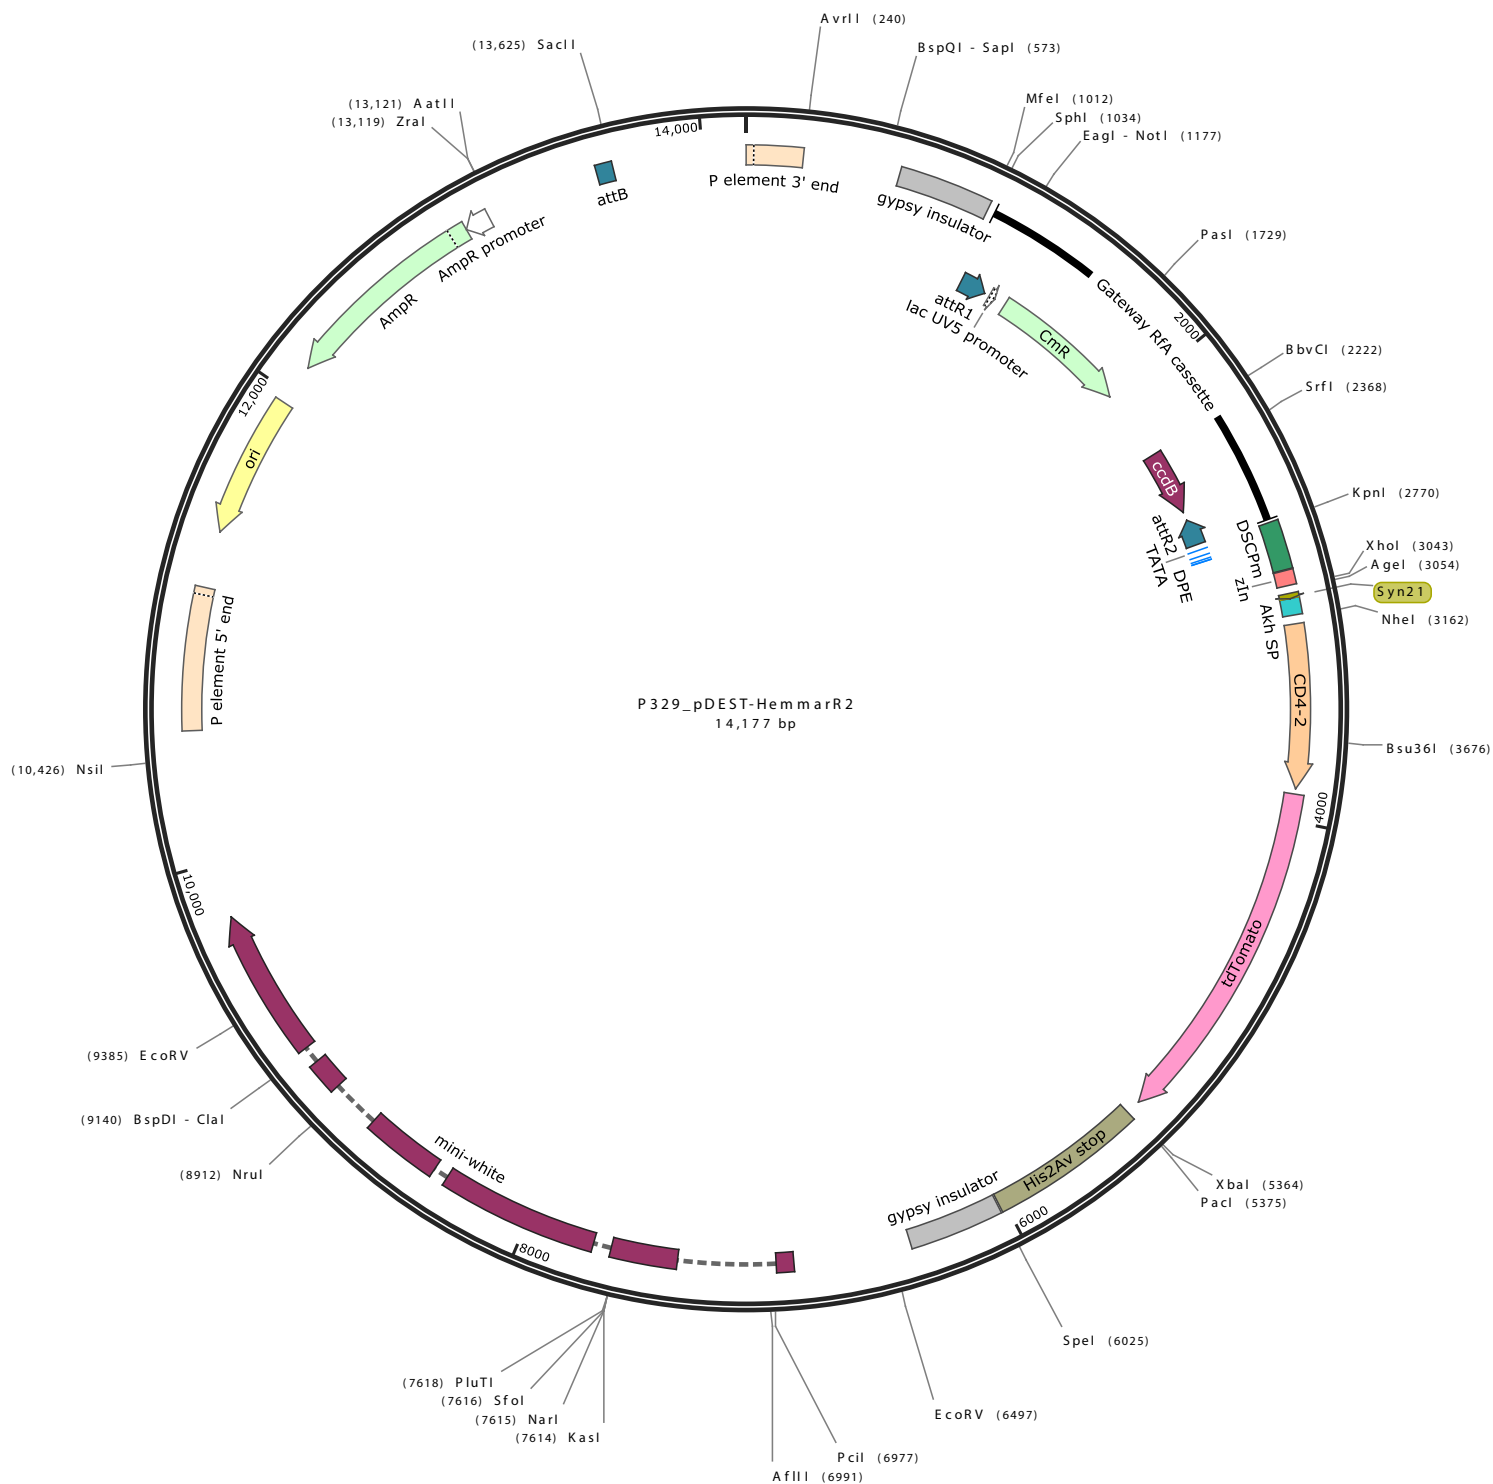 AvrII (240)
(13,625) SacII
BspQI - SapI (573)
(13,121) AatII
(13,119) ZraI
MfeI (1012)
SphI (1034)
EagI - NotI (1177)
14,000
P element 3' end
attB
gypsy insulator
AmpR promoter
AmpR
PasI (1729)
Gateway RfA cassette
attR1
lac UV5 promoter
CmR
2000
BbvCI (2222)
SrfI (2368)
12,000
ori
ccdB
KpnI (2770)
attR2
TATA
DPE
DSCPm
zIn
XhoI (3043)
AgeI (3054)
Syn21
NheI (3162)
Akh SP
P element 5' end
CD4-2
P329_pDEST-HemmarR2
14,177 bp
Bsu36I (3676)
(10,426) NsiI
4000
10,000
tdTomato
(9385) EcoRV
(9140) BspDI - ClaI
(8912) NruI
mini-white
His2Av stop
gypsy insulator
XbaI (5364)
PacI (5375)
6000
8000
SpeI (6025)
(7618) PluTI
(7616) SfoI
(7615) NarI
(7614) KasI
EcoRV (6497)
PciI (6977)
AflII (6991)